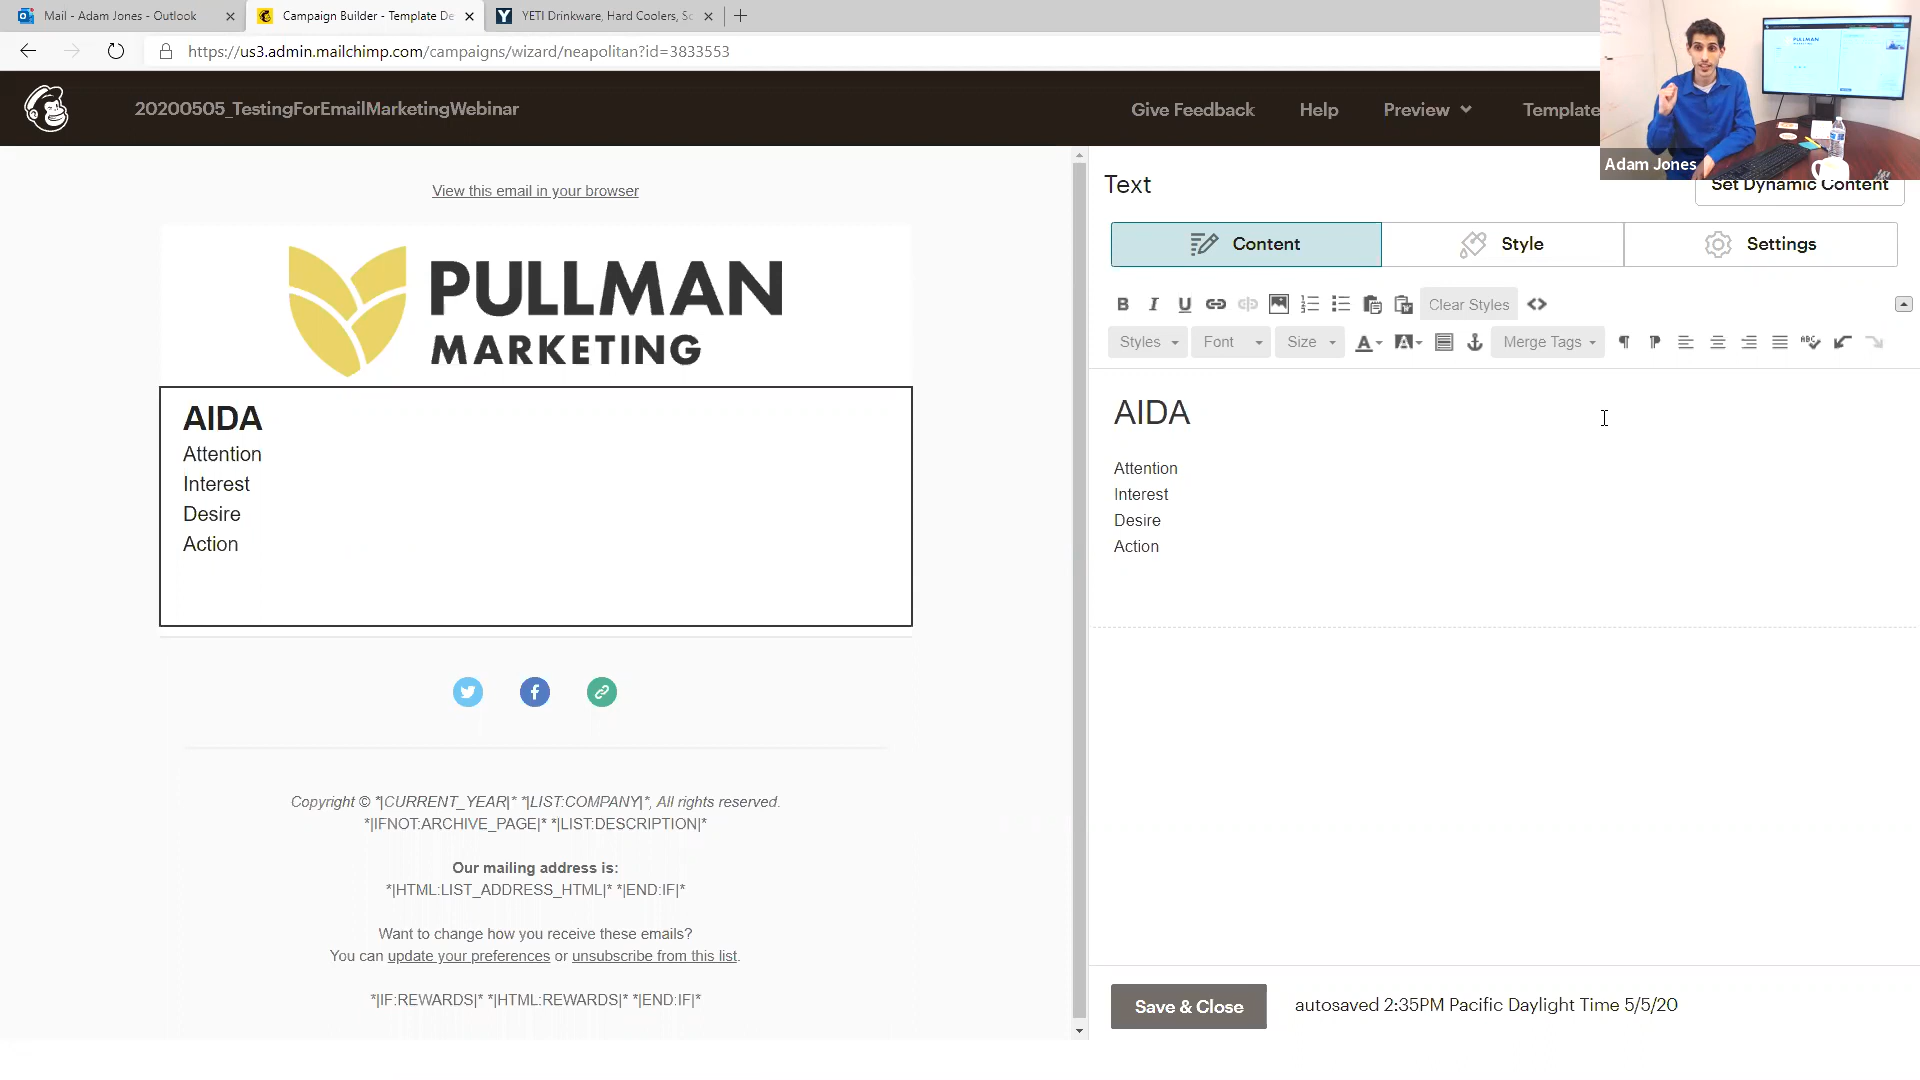 Mail - Adam Jones - Outlook
Campaign Builder - Template De
YETI Drinkware, Hard Coolers, So
https://us3.admin.mailchimp.com/campaigns/wizard/neapolitan?id=3833553
20200505_TestingForEmailMarketingWebinar
Give Feedback
Help
Preview
Template
PULLMAN
Adam Jones
View this email in your browser
PULLMAN
MARKETING
AIDA
Attention
Interest
Desire
Action
Copyright © *|CURRENT_YEAR|* *|LIST:COMPANY|*, All rights reserved.
*|IFNOT:ARCHIVE_PAGE|* *|LIST:DESCRIPTION|*
Our mailing address is:
*|HTML:LIST_ADDRESS_HTML|* *|END:IF|*
Want to change how you receive these emails?
You can update your preferences or unsubscribe from this list.
*|IF:REWARDS|* *|HTML:REWARDS|* *|END:IF|*
Text
Set Dynamic Content
Content
Style
Settings
B I U
Clear Styles
Styles
Font
Size
A
A
Merge Tags
ABC
AIDA
Attention
Interest
Desire
Action
Save & Close
autosaved 2:35PM Pacific Daylight Time 5/5/20